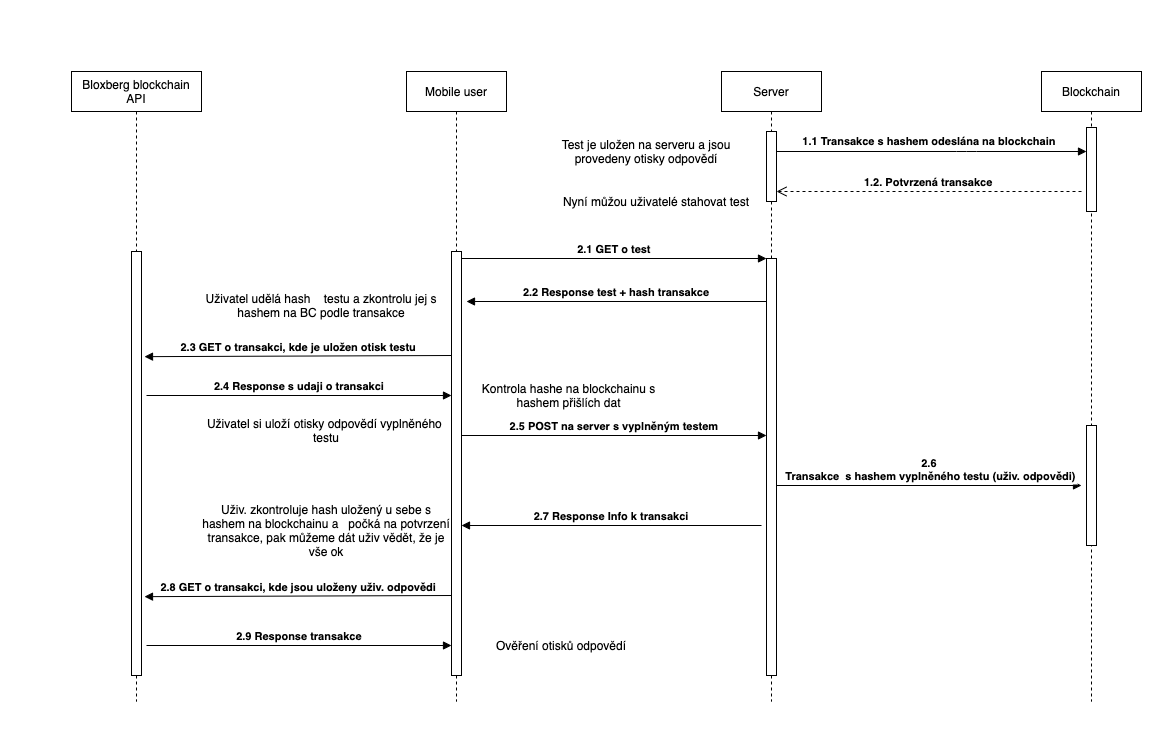 Bloxberg blockchain
API
Mobile user
Server
Blockchain
Test je uložen na serveru a jsou
provedeny otisky odpovědí
1.1 Transakce s hashem odeslána na blockchain
1.2. Potvrzená transakce
Nyní můžou uživatelé stahovat test
2.1 GET o test
2.2 Response test + hash transakce
Uživatel udělá hash testu a zkontrolu jej s
hashem na BC podle transakce
2.3 GET o transakci, kde je uložen otisk testu
2.4 Response s udaji o transakci
Kontrola hashe na blockchainu s
hashem přišlích dat
Uživatel si uloží otisky odpovědí vyplněného
testu
2.5 POST na server s vyplněným testem
2.6
Transakce s hashem vyplněného testu (uživ. odpovědi)
Uživ. zkontroluje hash uložený u sebe s
hashem na blockchainu a počká na potvrzení
transakce, pak můžeme dát uživ vědět, že je
vše ok
2.7 Response Info k transakci
2.8 GET o transakci, kde jsou uloženy uživ. odpovědi
2.9 Response transakce
Ověření otisků odpovědí